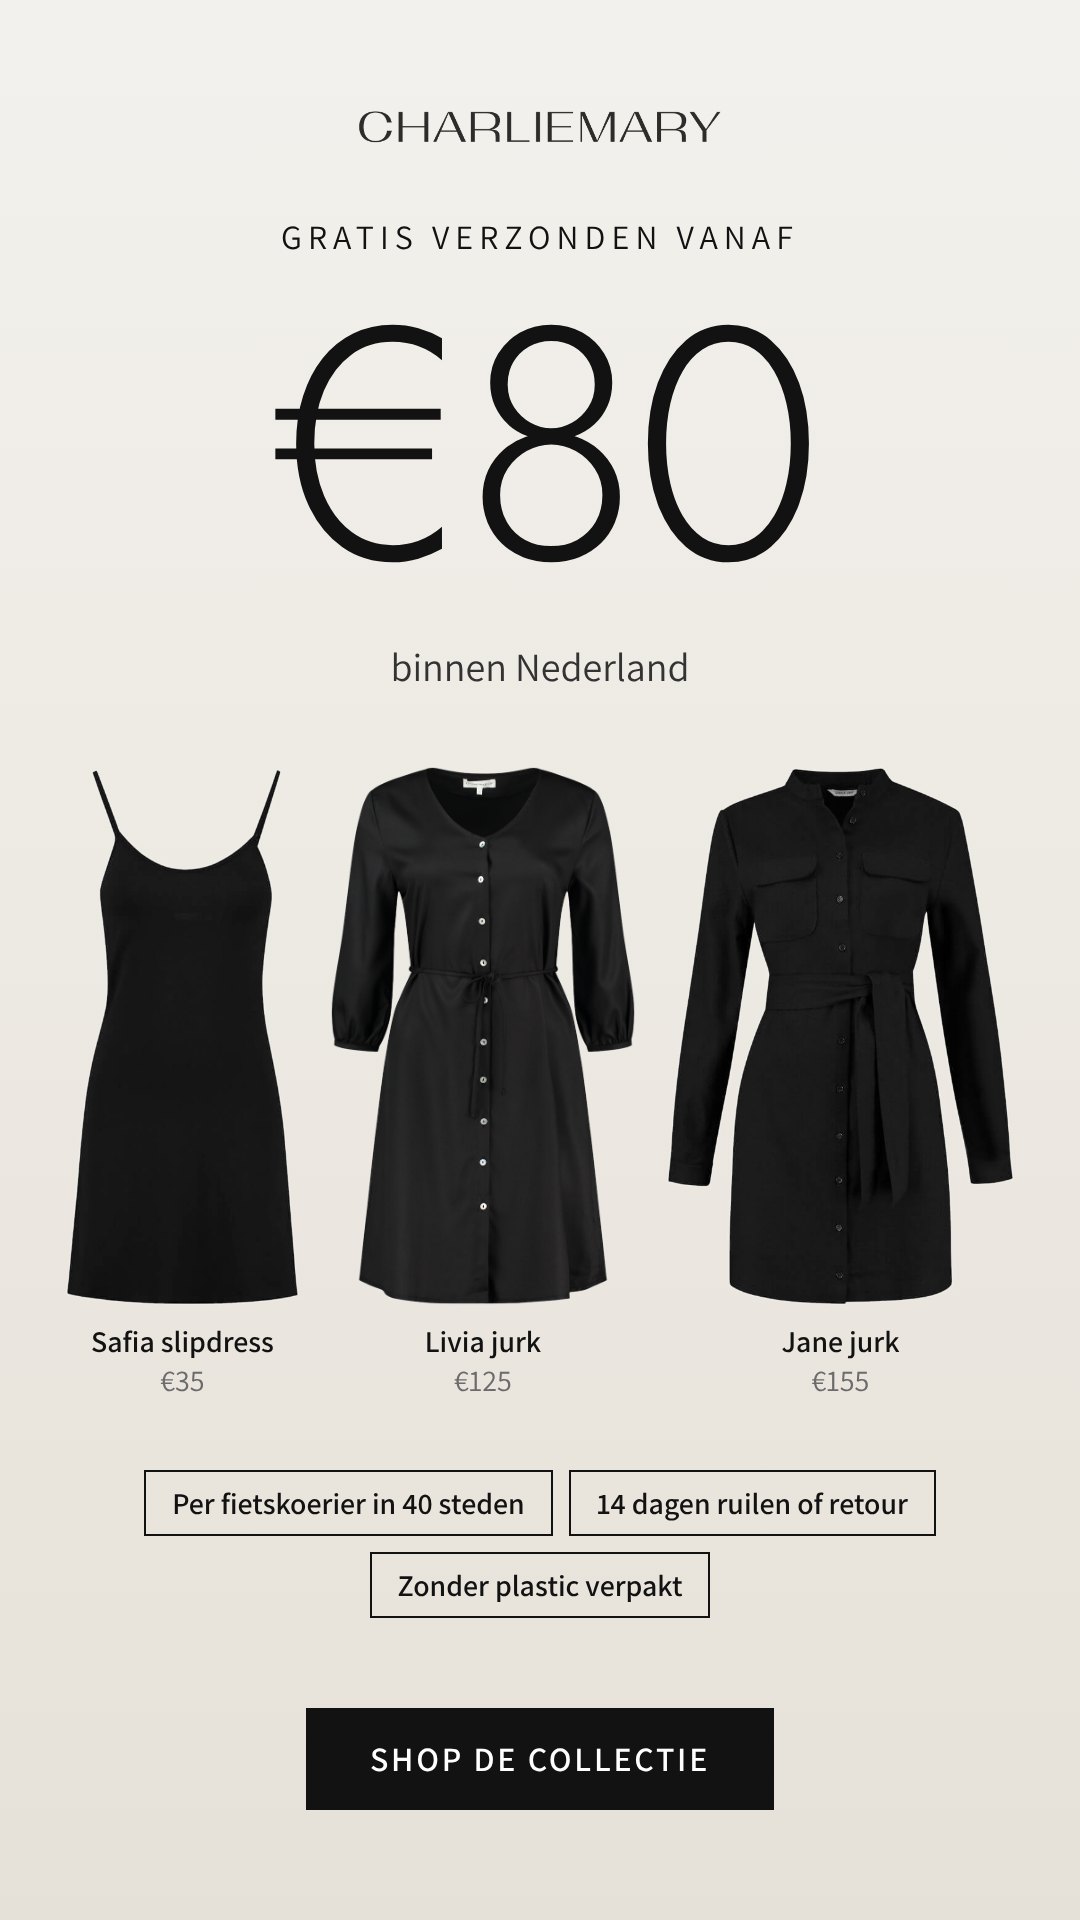 CHARLIEMARY
GRATIS VERZONDEN VANAF
€80
binnen Nederland
Safia slipdress
€35
Livia jurk
€125
Jane jurk
€155
Per fietskoerier in 40 steden
14 dagen ruilen of retour
Zonder plastic verpakt
SHOP DE COLLECTIE